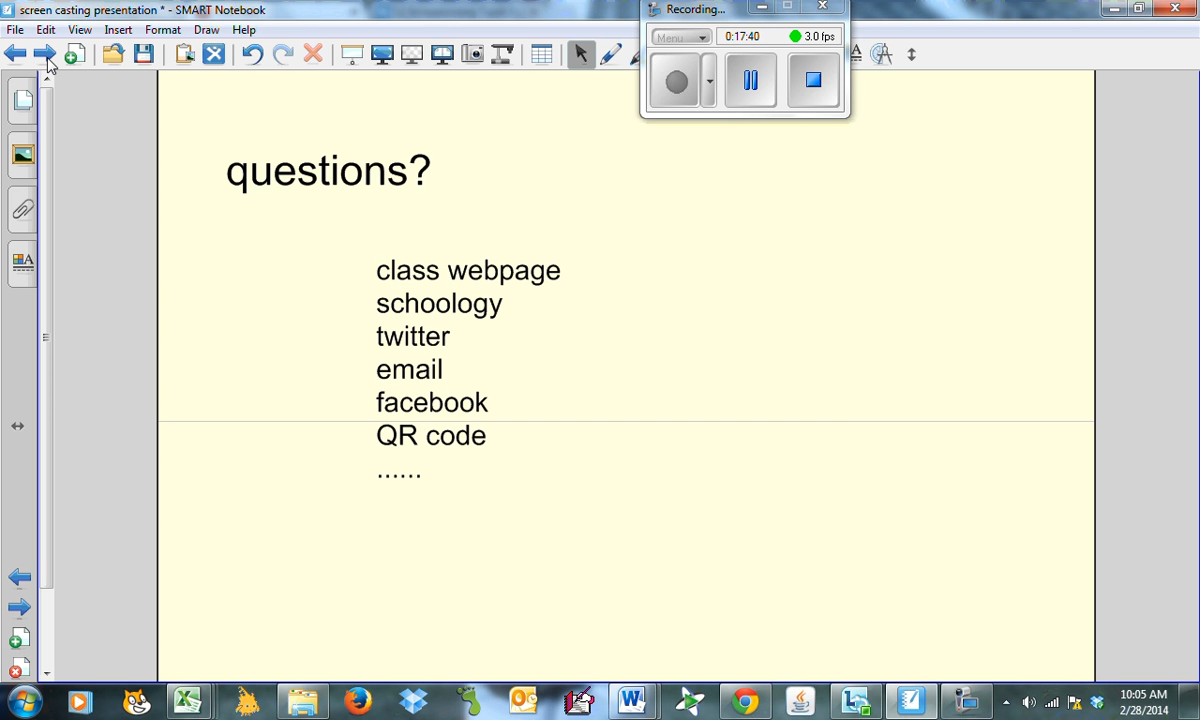 screen casting presentation * - SMART Notebook
Recording...
File Edit View Insert Format Draw Help
Menu 0:17:40 3.0 fps
questions?
class webpage
schoology
twitter
email
facebook
QR code
......
10:05 AM
2/28/2014